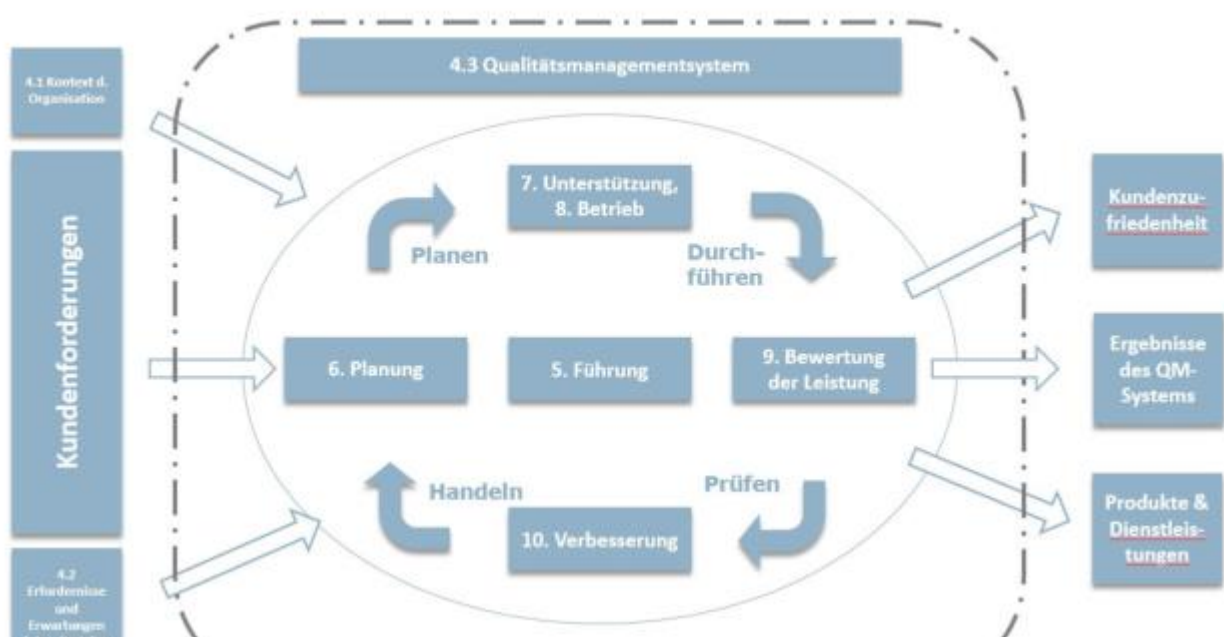 4.3 Qualitätsmanagementsystem
4.1 Kontext d.
Organisation
Kundenforderungen
4.2
Erfordernisse
und
Erwartungen
7. Unterstützung,
8. Betrieb
Planen
Durch-
führen
6. Planung
5. Führung
9. Bewertung
der Leistung
Handeln
Prüfen
10. Verbesserung
Kundenzu-
friedenheit
Ergebnisse
des QM-
Systems
Produkte &
Dienstleis-
tungen